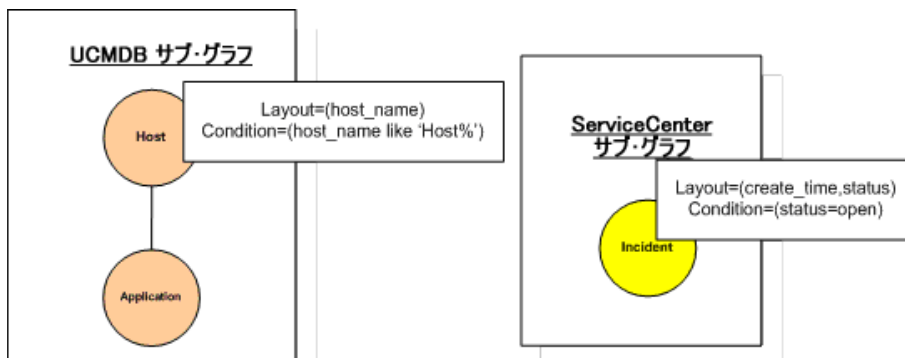 UCMDB サブ・グラフ
Layout=(host_name)
Condition=(host_name like ‘Host%’)
Host
Application
ServiceCenter
サブ・グラフ
Layout=(create_time,status)
Condition=(status=open)
Incident